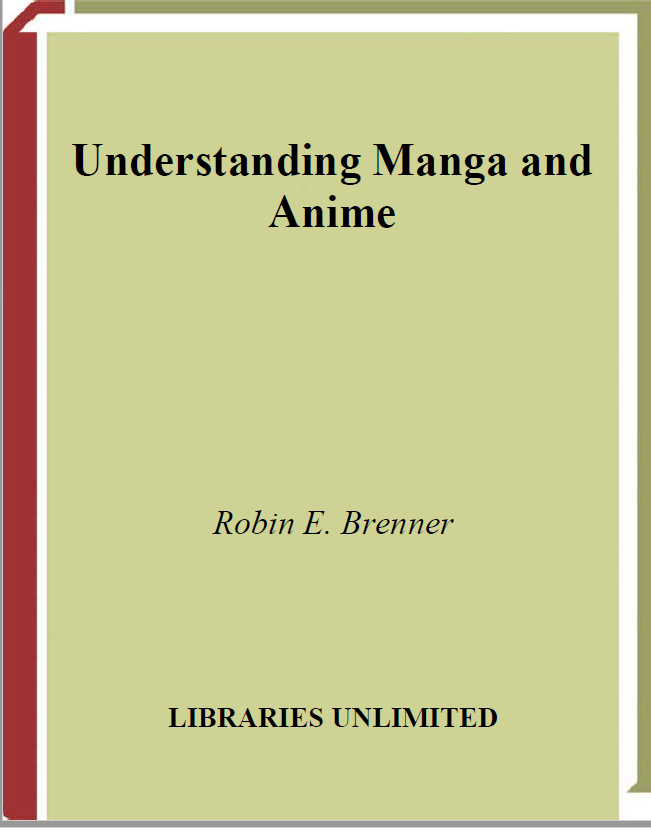 Understanding Manga and
Anime
Robin E. Brenner
LIBRARIES UNLIMITED